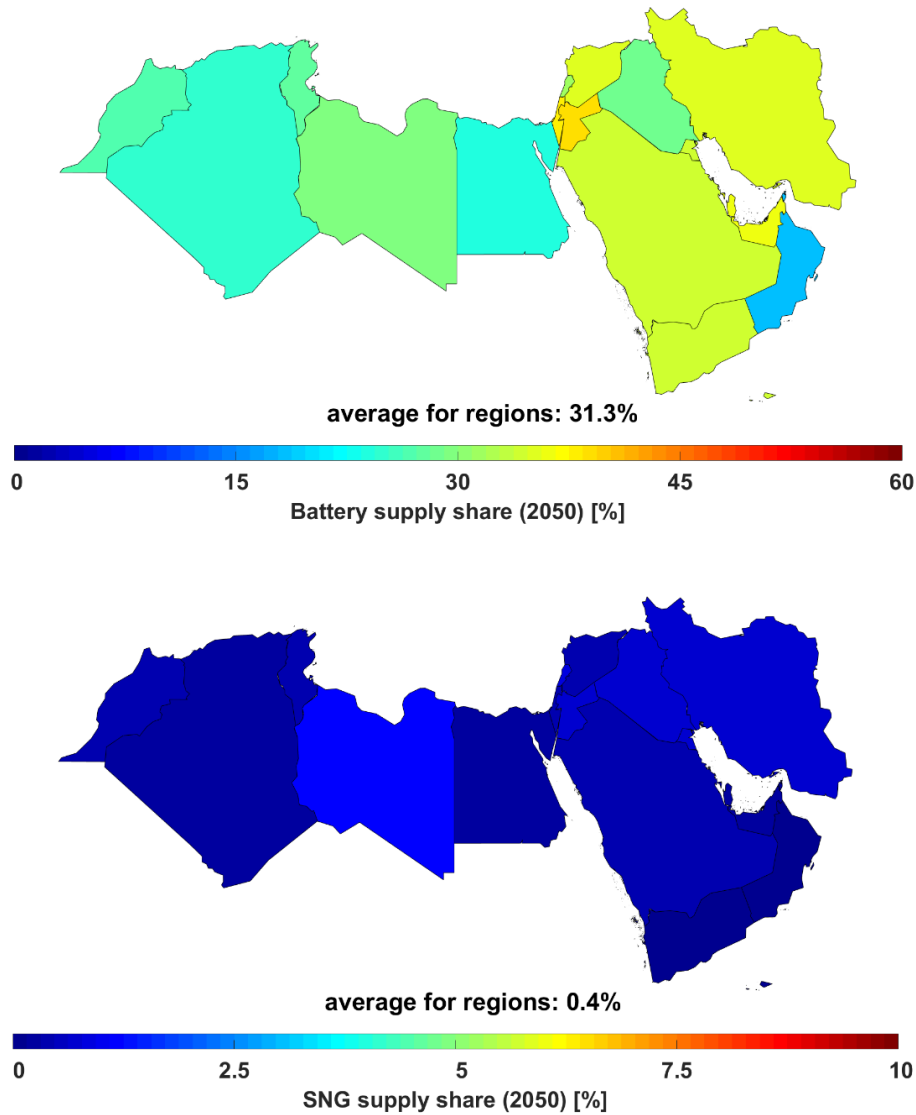 average for regions: 31.3%
0 15 30 45 60
Battery supply share (2050) [%]
average for regions: 0.4%
0 2.5 5 7.5 10
SNG supply share (2050) [%]